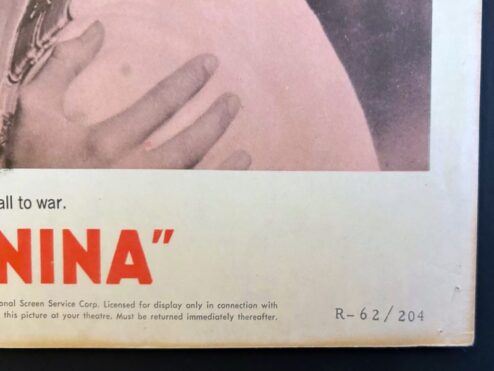 all to war.
NINA"
onal Screen Service Corp. Licensed for display only in connection with
this picture at your theatre. Must be returned immediately thereafter.
R-62/204